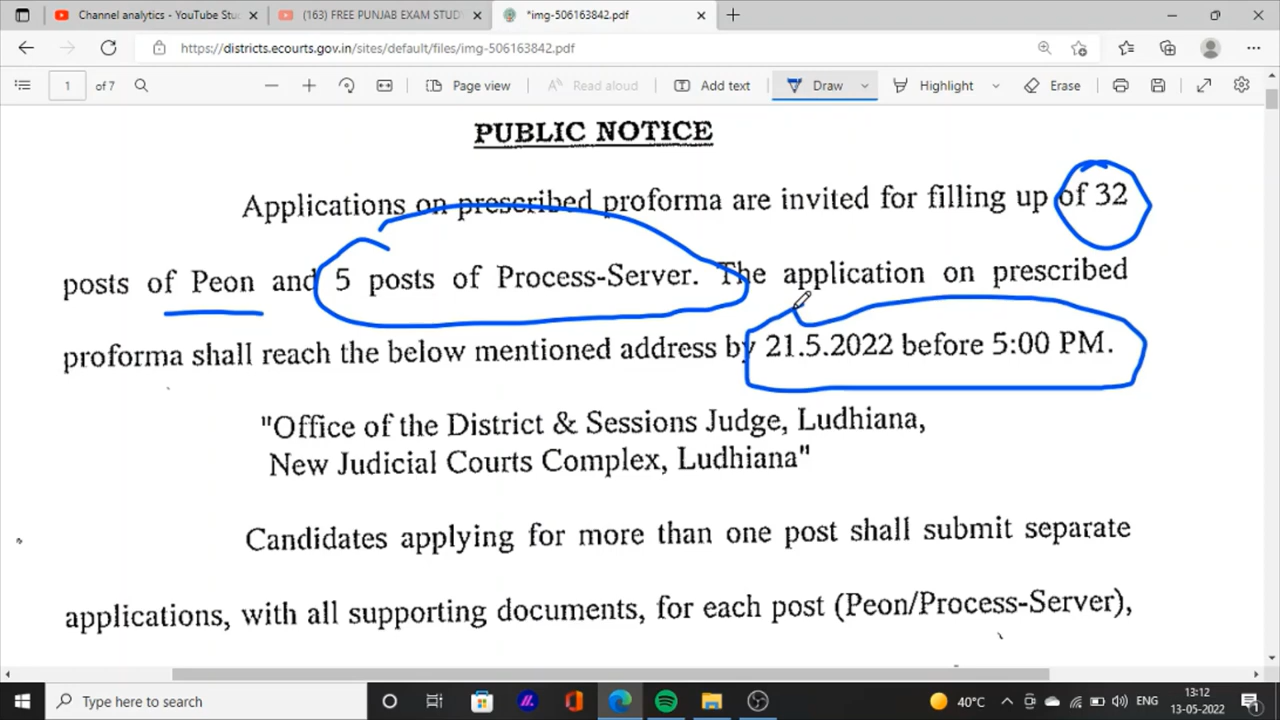 Channel analytics - YouTube Stu
(163) FREE PUNJAB EXAM STUD
*img-506163842.pdf
https://districts.ecourts.gov.in/sites/default/files/img-506163842.pdf
1 of 7
Page view
Read aloud
Add text
Draw
Highlight
Erase
PUBLIC NOTICE
Applications on prescribed proforma are invited for filling up of 32
posts of Peon and 5 posts of Process-Server. The application on prescribed
proforma shall reach the below mentioned address by 21.5.2022 before 5:00 PM.
"Office of the District & Sessions Judge, Ludhiana,
New Judicial Courts Complex, Ludhiana"
Candidates applying for more than one post shall submit separate
applications, with all supporting documents, for each post (Peon/Process-Server),
Type here to search
40°C
ENG
13:12
13-05-2022
1